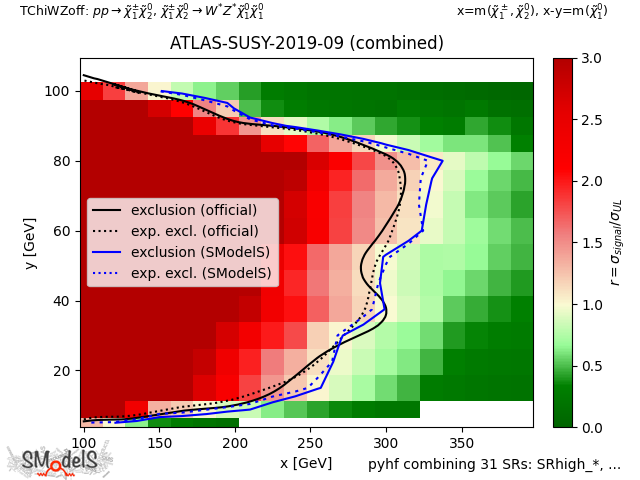 TChiWZoff: pp → χ̃₁^± χ̃₂⁰, χ̃₁^± χ̃₂⁰ → W*Z*χ̃₁⁰χ̃₁⁰
x=m(χ̃₁^±, χ̃₂⁰), x-y=m(χ̃₁⁰)
ATLAS-SUSY-2019-09 (combined)
100
80
60
40
20
y [GeV]
exclusion (official)
exp. excl. (official)
exclusion (SModelS)
exp. excl. (SModelS)
100 150 200 250 300 350
x [GeV]
3.0
2.5
2.0
1.5
1.0
0.5
0.0
r = σ_signal/σ_UL
SModelS
pyhf combining 31 SRs: SRhigh_*, ...